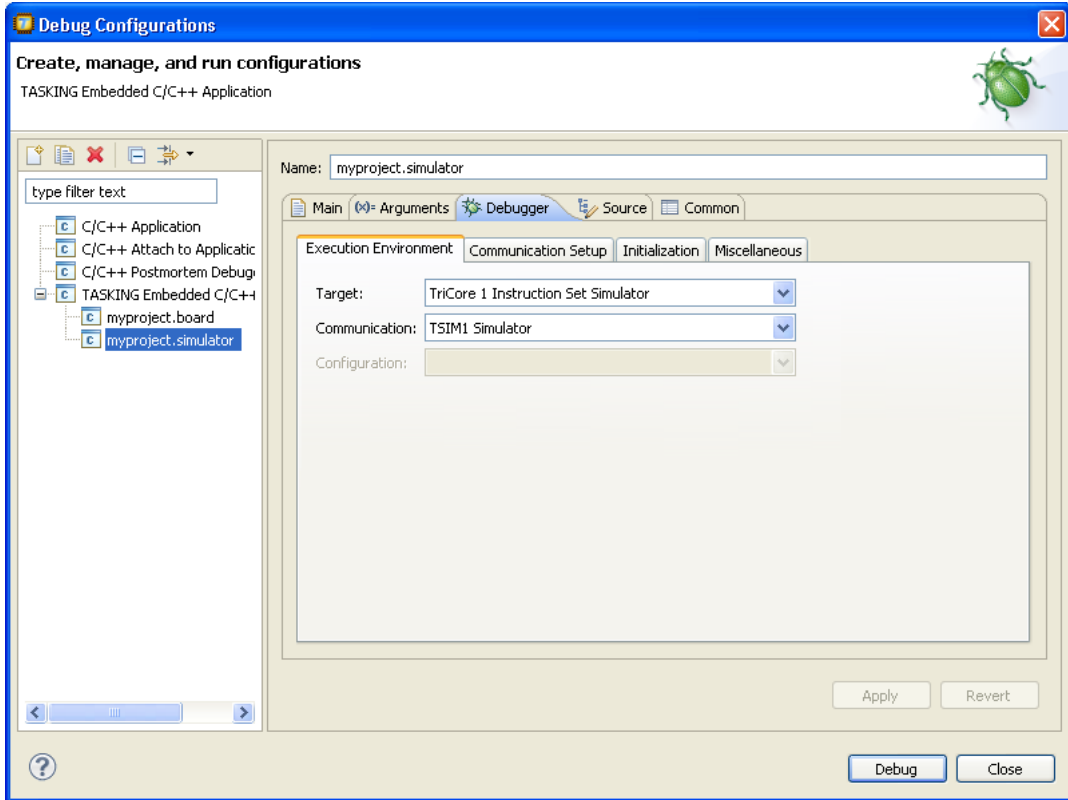 Debug Configurations
Create, manage, and run configurations
TASKING Embedded C/C++ Application
type filter text
C/C++ Application
C/C++ Attach to Applicatic
C/C++ Postmortem Debug
TASKING Embedded C/C++
myproject.board
myproject.simulator
Name: myproject.simulator
Main (x)= Arguments Debugger Source Common
Execution Environment Communication Setup Initialization Miscellaneous
Target: TriCore 1 Instruction Set Simulator
Communication: TSIM1 Simulator
Configuration:
Apply Revert
? Debug Close